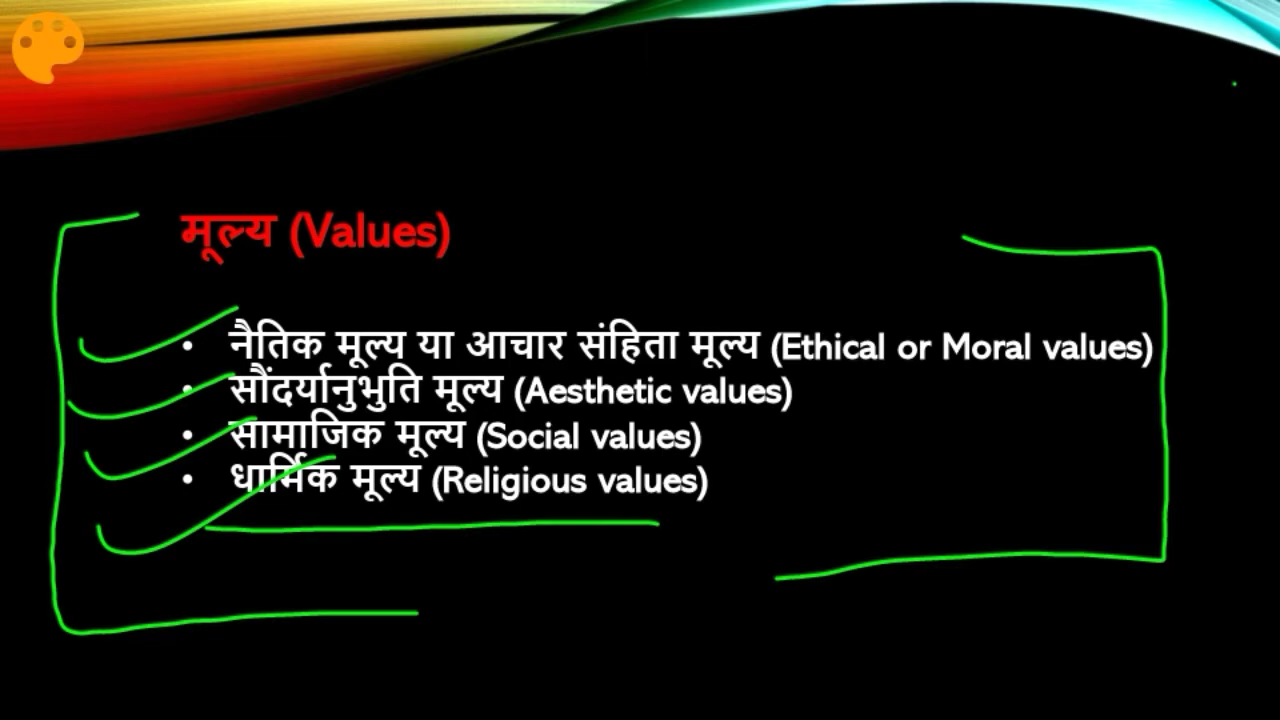 मूल्य (Values)
• नैतिक मूल्य या आचार संहिता मूल्य (Ethical or Moral values)
• सौंदर्यानुभुति मूल्य (Aesthetic values)
• सामाजिक मूल्य (Social values)
• धार्मिक मूल्य (Religious values)